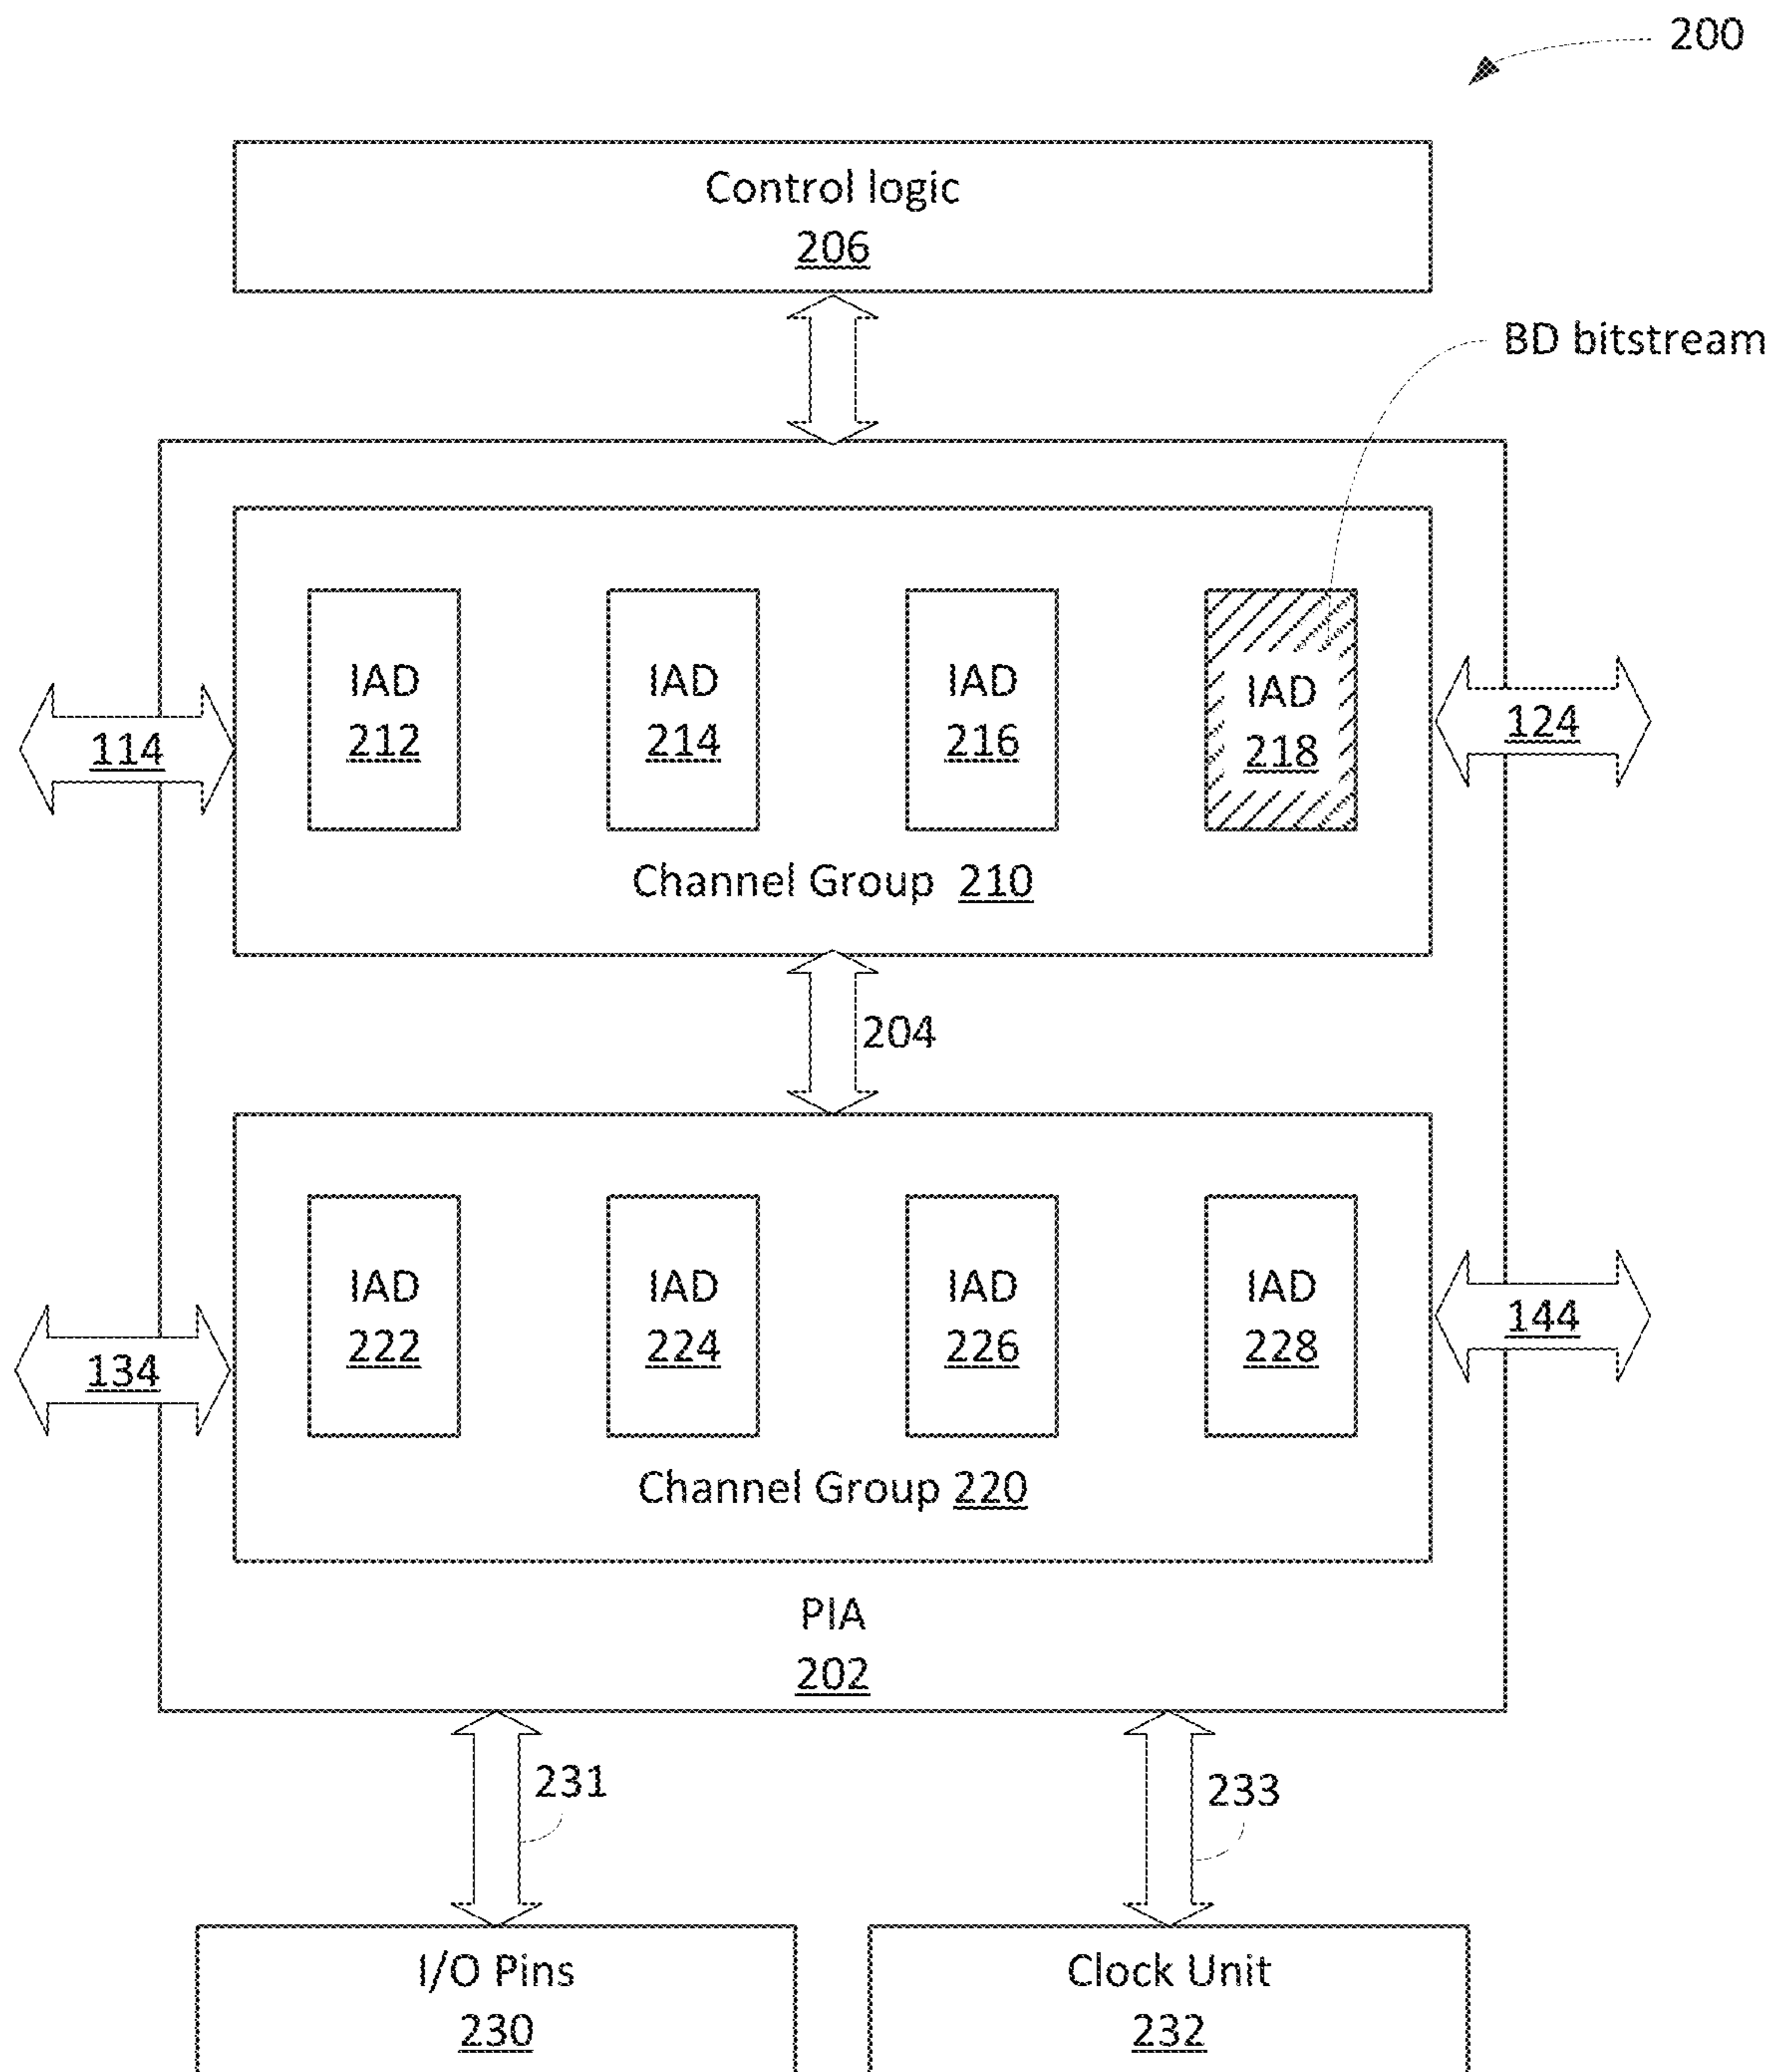 200
Control logic
206
BD bitstream
IAD
212
IAD
214
IAD
216
IAD
218
114
124
Channel Group 210
204
IAD
222
IAD
224
IAD
226
IAD
228
134
144
Channel Group 220
PIA
202
231
233
I/O Pins
230
Clock Unit
232